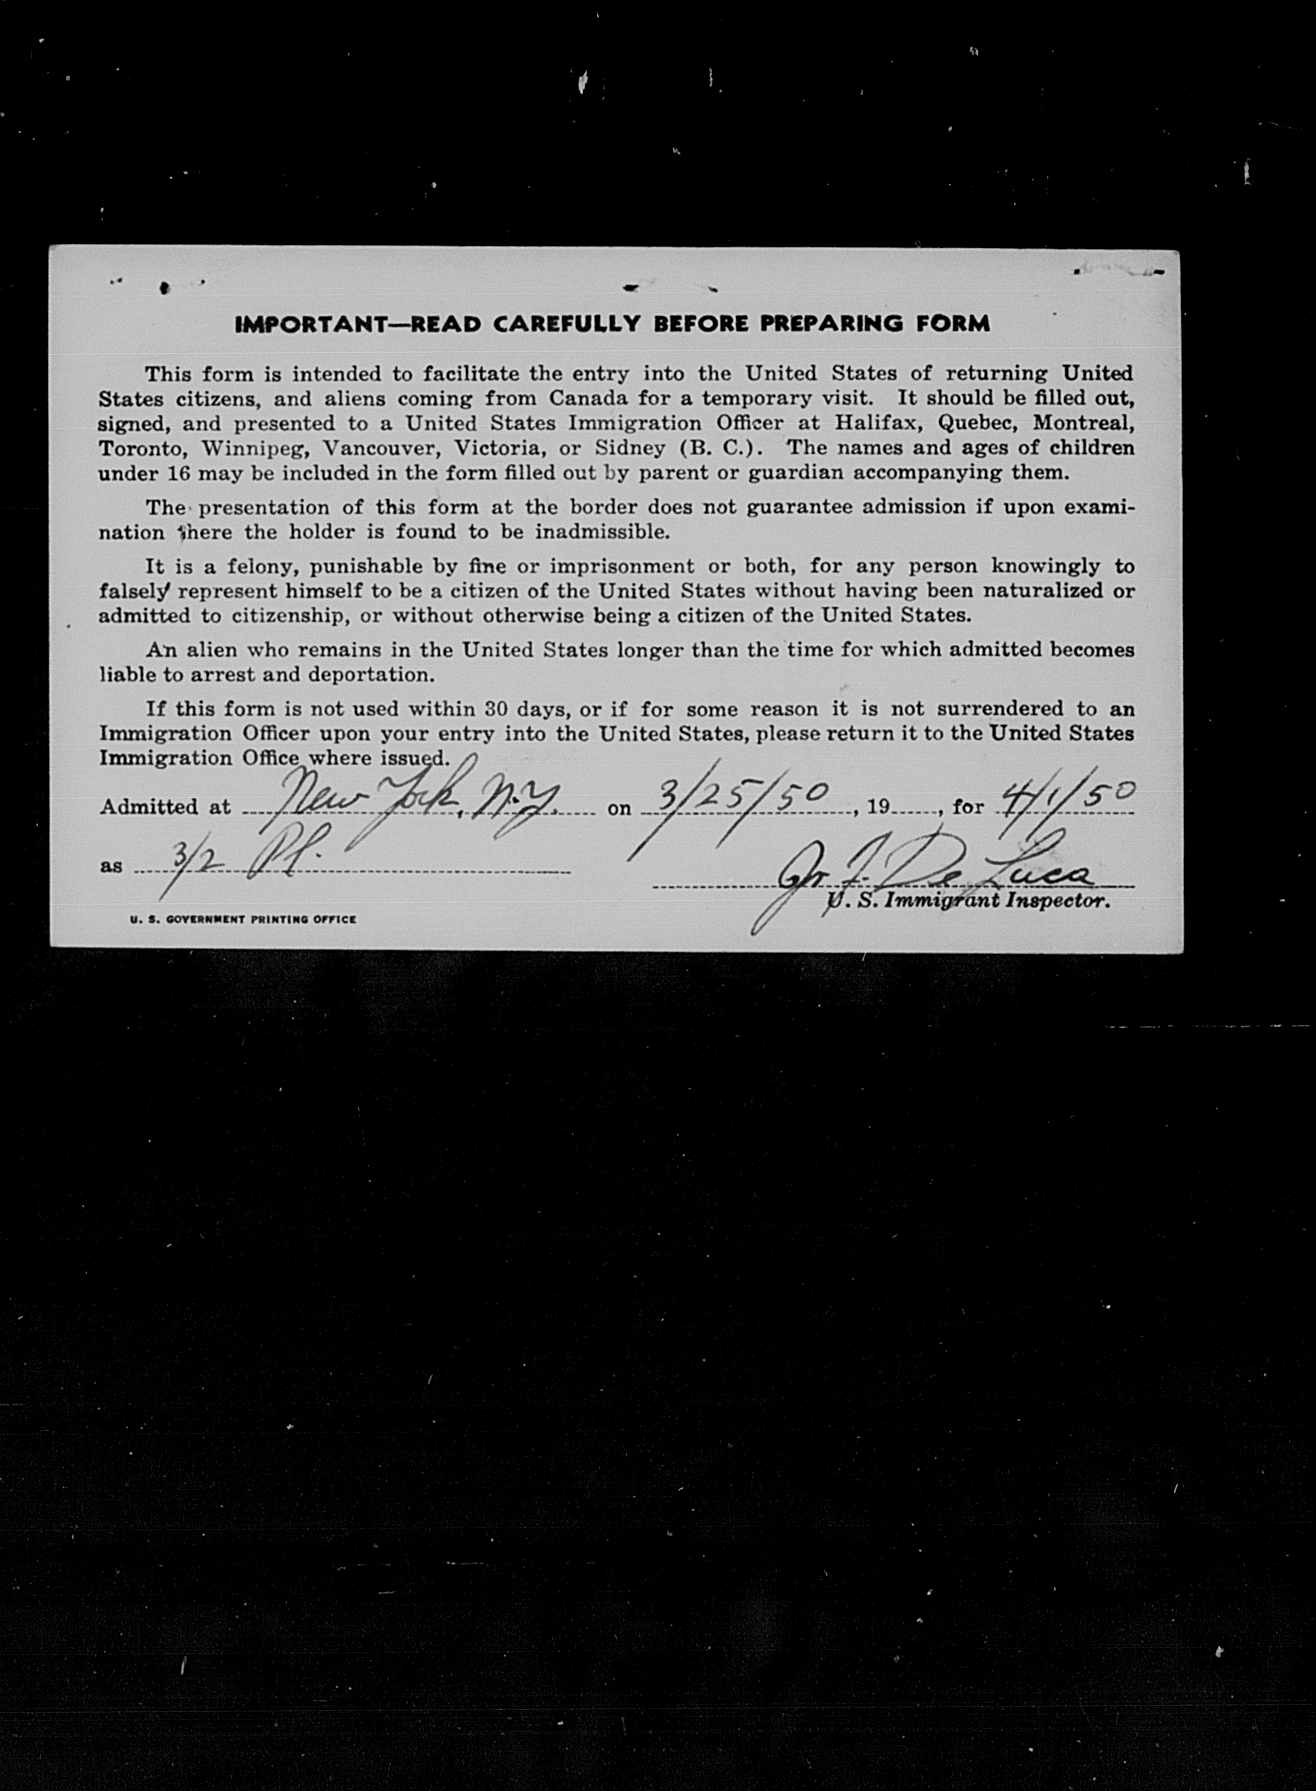 IMPORTANT—READ CAREFULLY BEFORE PREPARING FORM
This form is intended to facilitate the entry into the United States of returning United
States citizens, and aliens coming from Canada for a temporary visit. It should be filled out,
signed, and presented to a United States Immigration Officer at Halifax, Quebec, Montreal,
Toronto, Winnipeg, Vancouver, Victoria, or Sidney (B. C.). The names and ages of children
under 16 may be included in the form filled out by parent or guardian accompanying them.
The presentation of this form at the border does not guarantee admission if upon exami-
nation there the holder is found to be inadmissible.
It is a felony, punishable by fine or imprisonment or both, for any person knowingly to
falsely represent himself to be a citizen of the United States without having been naturalized or
admitted to citizenship, or without otherwise being a citizen of the United States.
An alien who remains in the United States longer than the time for which admitted becomes
liable to arrest and deportation.
If this form is not used within 30 days, or if for some reason it is not surrendered to an
Immigration Officer upon your entry into the United States, please return it to the United States
Immigration Office where issued.
Admitted at New York, N.Y. on 3/25/50, 19......, for 4/1/50
as 3/2 Pl.
De Luca
U. S. Immigrant Inspector.
U. S. GOVERNMENT PRINTING OFFICE